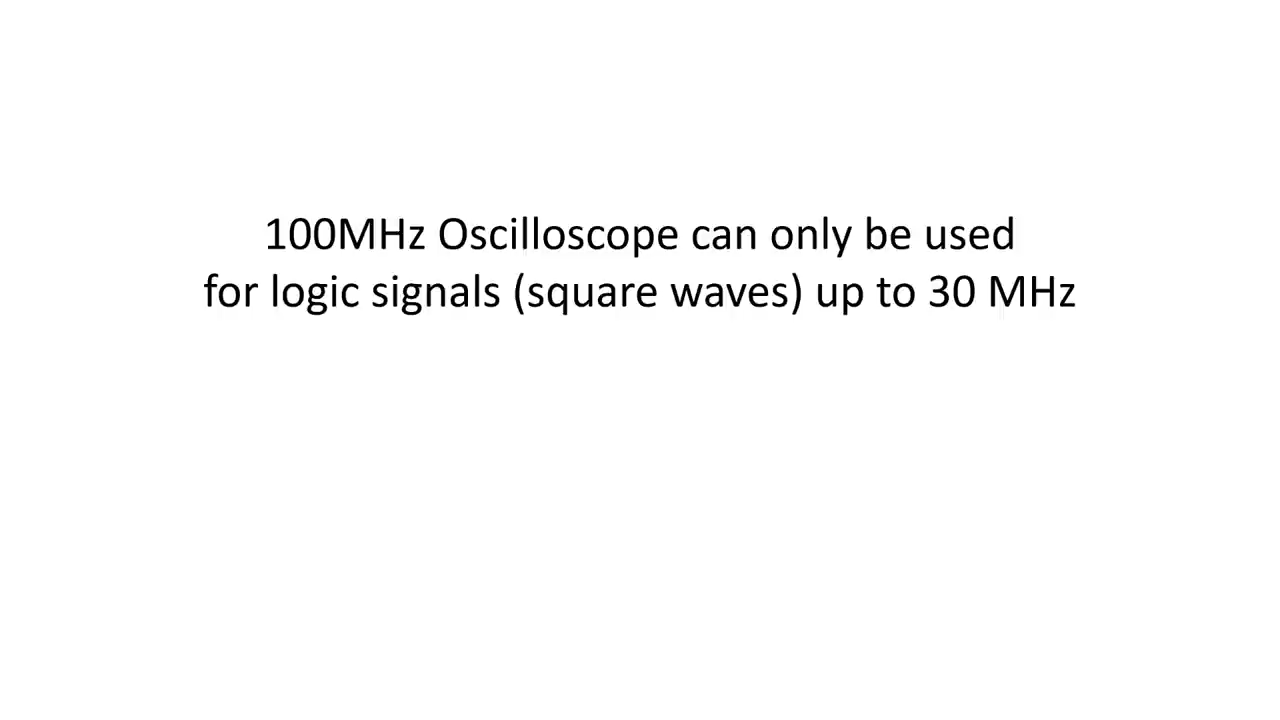 100MHz Oscilloscope can only be used
for logic signals (square waves) up to 30 MHz